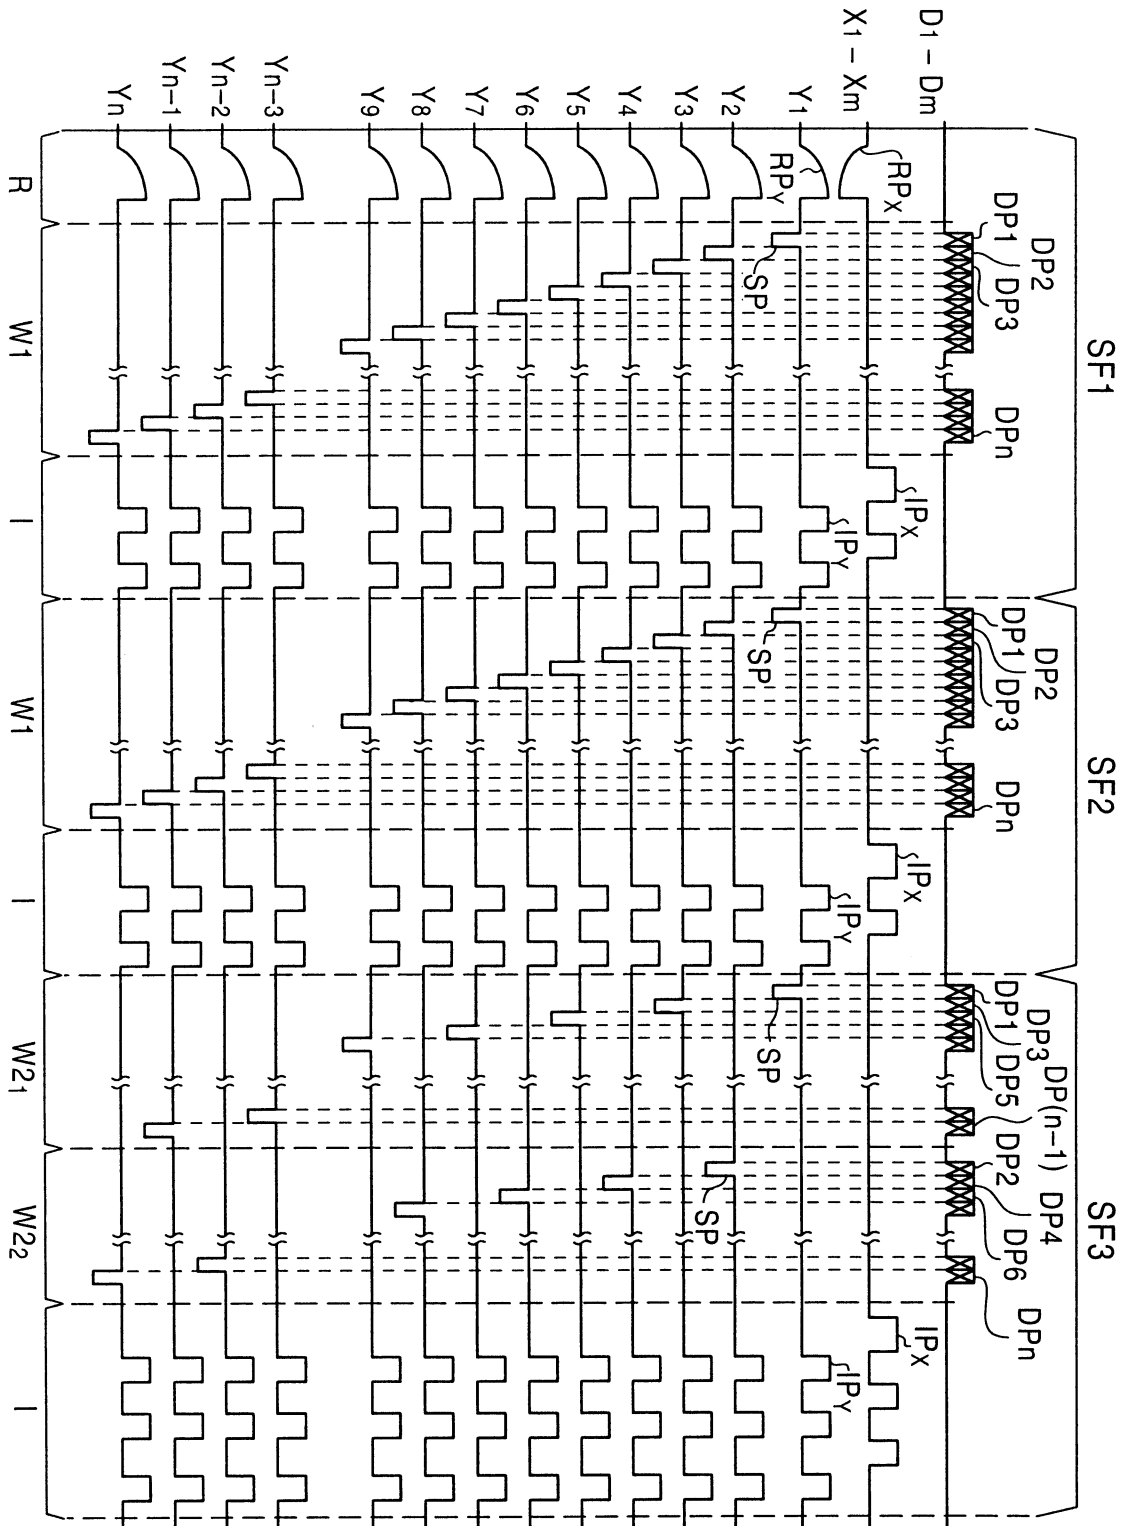 SF1
SF2
SF3
DP2
DP1 DP3
DPn
DP2
DP1 DP3
DPn
DP3
DP1 DP5
DP(n-1)
DP2
DP4
DP6
DPn
D1 - Dm
X1 - Xm
RPX
IPX
IPX
IPX
RPY
IPY
IPY
IPY
Y1
SP
SP
SP
SP
Y2
Y3
Y4
Y5
Y6
Y7
Y8
Y9
Yn-3
Yn-2
Yn-1
Yn
R
W1
I
W1
I
W21
W22
I